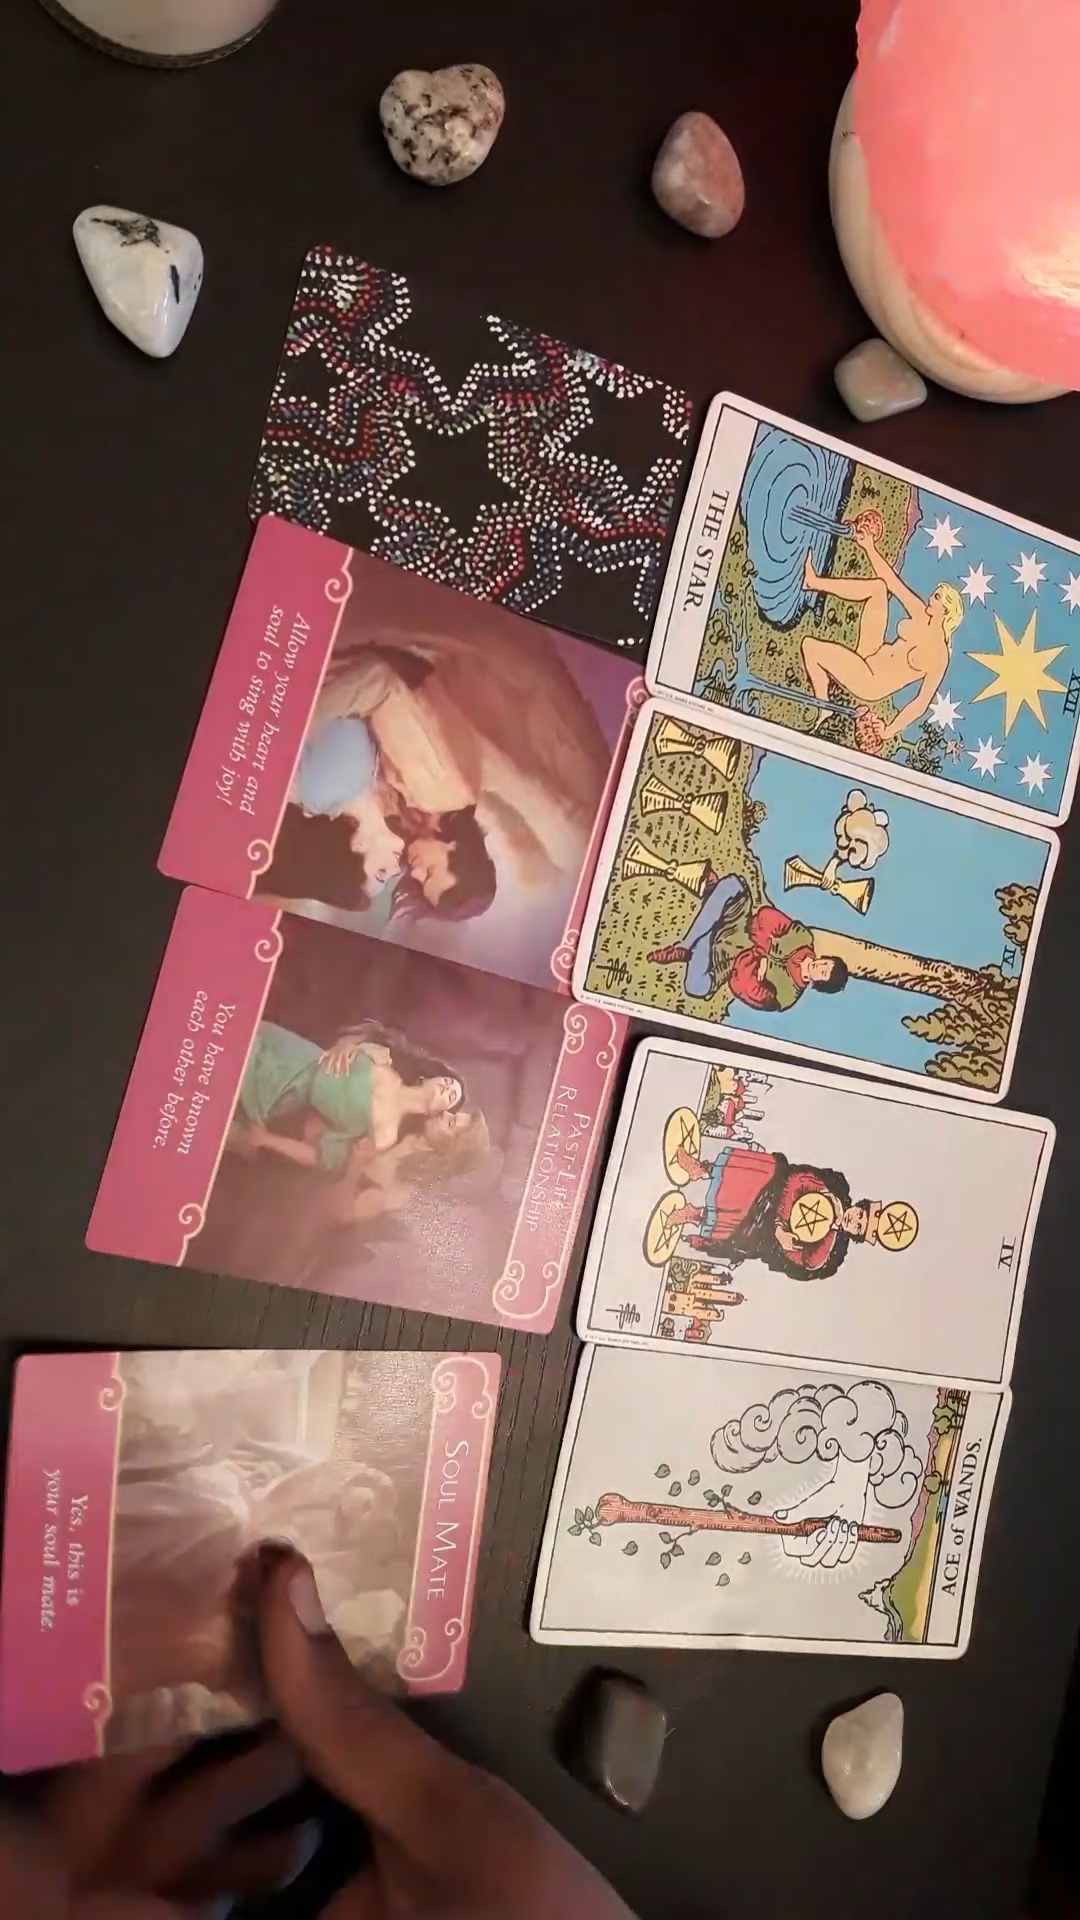 THE STAR.
XVII
IV
IV
ACE of WANDS.
Allow your heart and
soul to sing with joy!
PAST-LIFE
RELATIONSHIP
You have known
each other before.
SOUL MATE
Yes, this is
your soul mate.